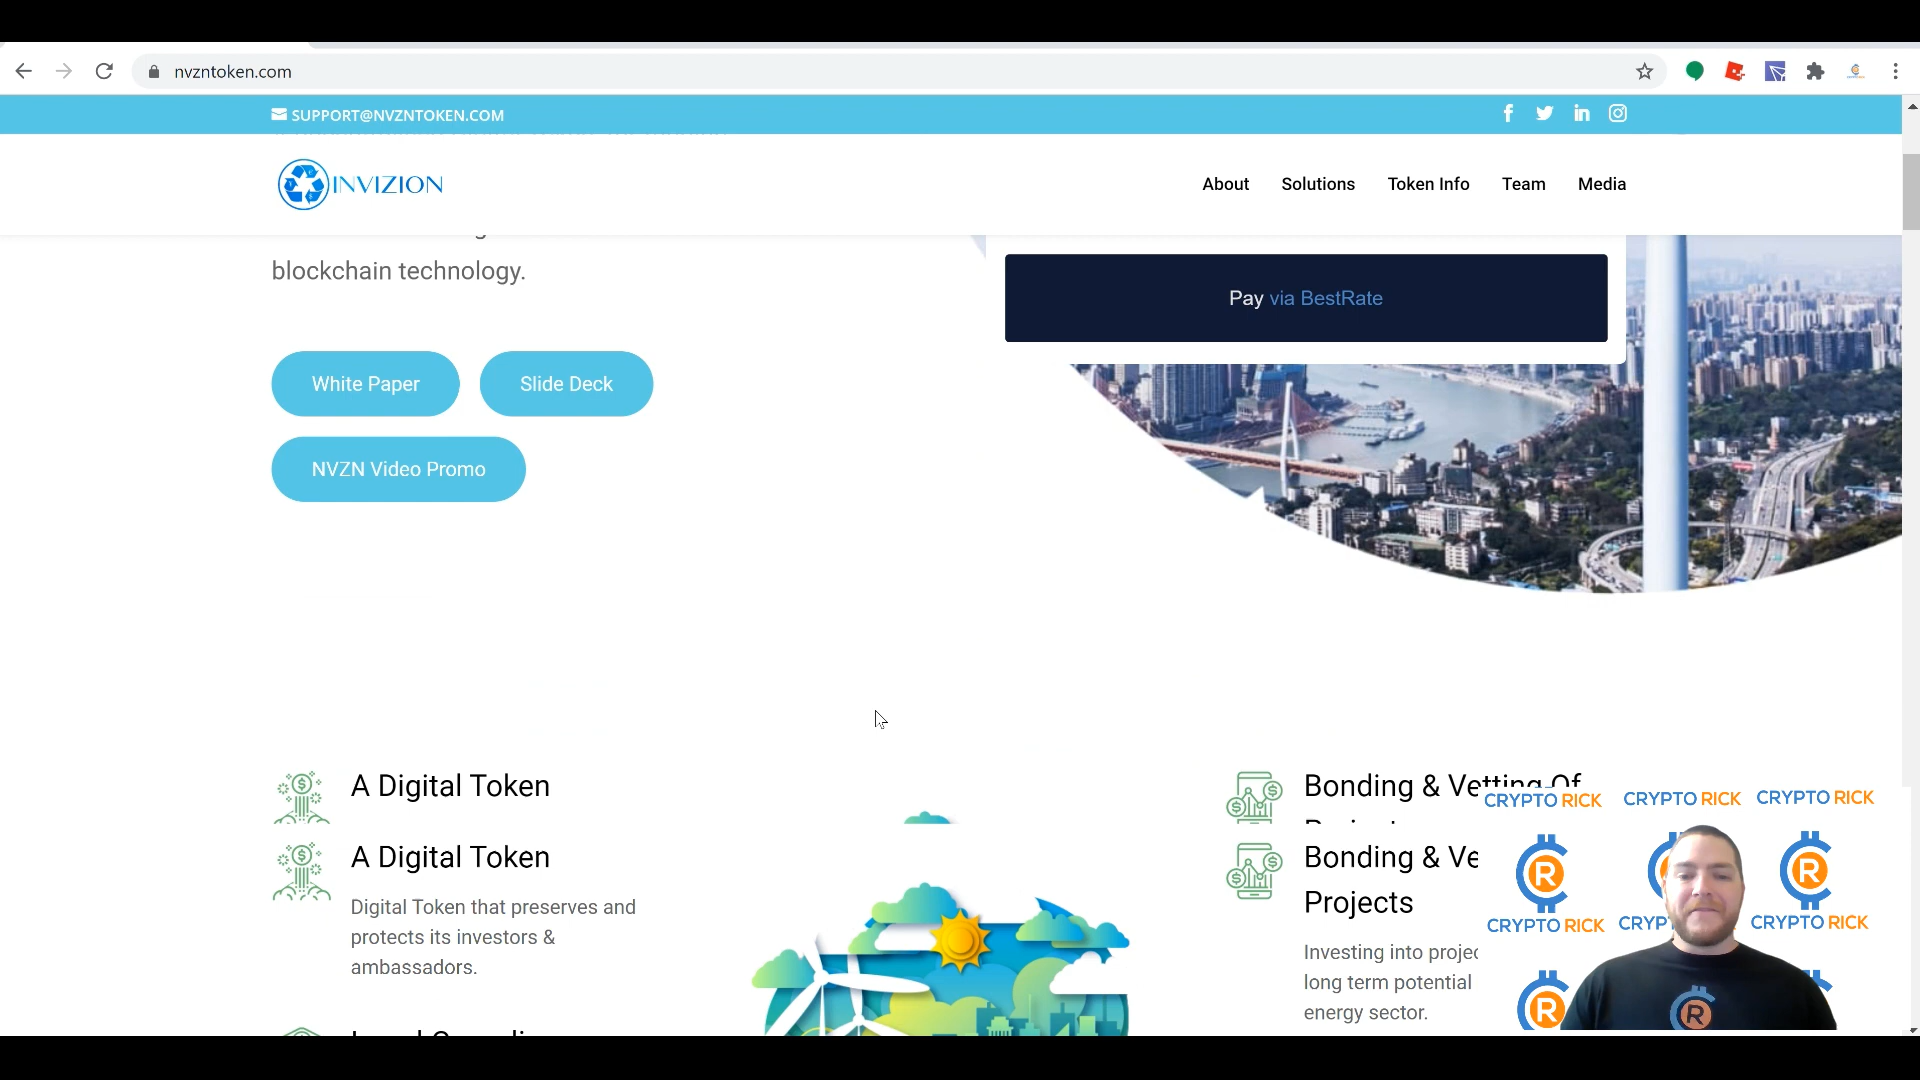 nvzntoken.com
SUPPORT@NVZNTOKEN.COM
INVIZION
About
Solutions
Token Info
Team
Media
blockchain technology.
Pay via BestRate
White Paper
Slide Deck
NVZN Video Promo
A Digital Token
Bonding & Vetting Of
A Digital Token
Bonding & Ve
Projects
Digital Token that preserves and
protects its investors &
ambassadors.
Investing into projec
long term potential
energy sector.
CRYPTO RICK
CRYPTO RICK
CRYPTO RICK
R
R
CRYPTO RICK
CRYP
CRYPTO RICK
R
R